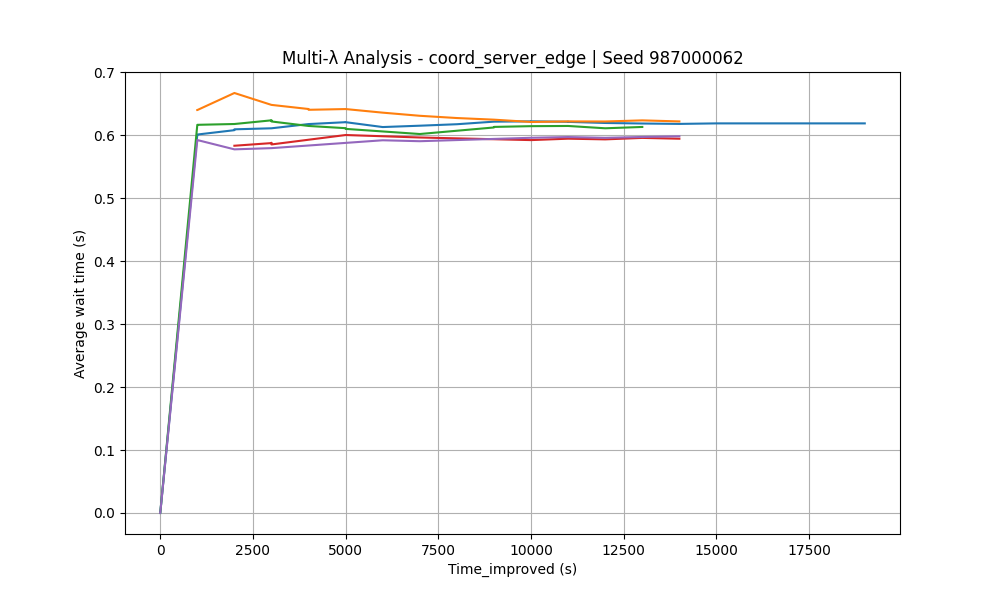 Multi-λ Analysis - coord_server_edge | Seed 987000062
0.7
0.6
0.5
0.4
0.3
0.2
0.1
0.0
Average wait time (s)
0 2500 5000 7500 10000 12500 15000 17500
Time_improved (s)